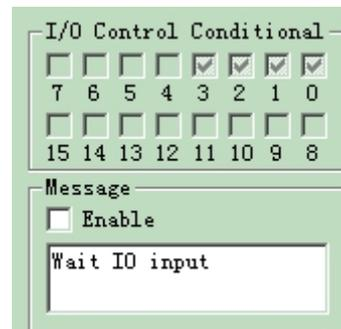 I/O Control Conditional
7 6 5 4 3 2 1 0
15 14 13 12 11 10 9 8
Message
Enable
Wait IO input